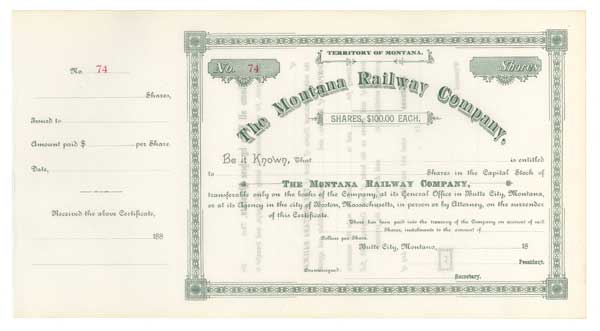 No. 74
Shares,
Issued to
Amount paid $ per Share.
Date,
Received the above Certificate,
188
TERRITORY OF MONTANA.
No. 74
Shares
The Montana Railway Company,
SHARES, $100.00 EACH.
Be it Known, That is entitled
to Shares in the Capital Stock of
THE MONTANA RAILWAY COMPANY,
transferable only on the books of the Company, at its General Office in Butte City, Montana,
or at its Agency in the city of Boston, Massachusetts, in person or by Attorney, on the surrender
of this Certificate.
There has been paid into the treasury of the Company on account of said
Shares, instalments to the amount of
Dollars per Share.
Butte City, Montano, 18
President.
Countersigned:
Secretary.